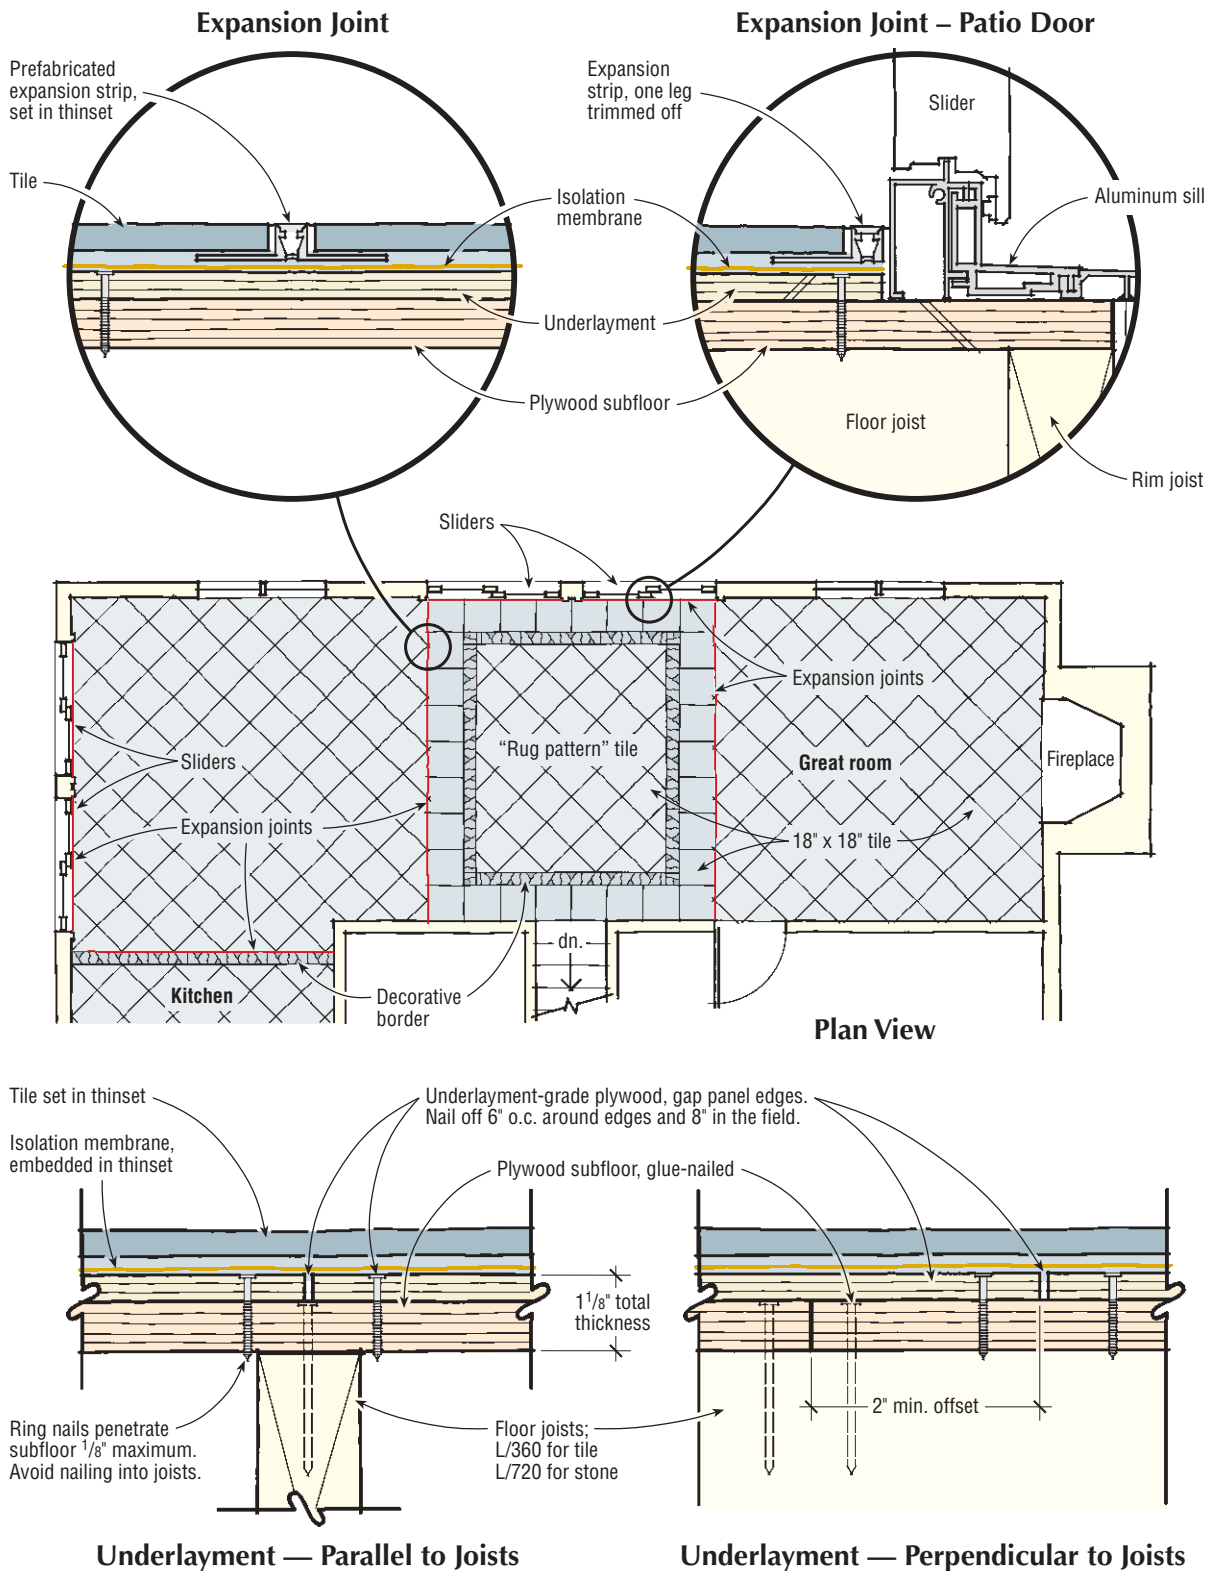 Expansion Joint
Expansion Joint – Patio Door
Prefabricated
expansion strip,
set in thinset
Tile
Expansion
strip, one leg
trimmed off
Slider
Isolation
membrane
Aluminum sill
Underlayment
Plywood subfloor
Floor joist
Rim joist
Sliders
Expansion joints
"Rug pattern" tile
Great room
Fireplace
Sliders
Expansion joints
18" x 18" tile
dn.
Kitchen
Decorative
border
Plan View
Tile set in thinset
Underlayment-grade plywood, gap panel edges.
Nail off 6" o.c. around edges and 8" in the field.
Isolation membrane,
embedded in thinset
Plywood subfloor, glue-nailed
1 1/8" total
thickness
2" min. offset
Ring nails penetrate
subfloor 1/8" maximum.
Avoid nailing into joists.
Floor joists;
L/360 for tile
L/720 for stone
Underlayment — Parallel to Joists
Underlayment — Perpendicular to Joists